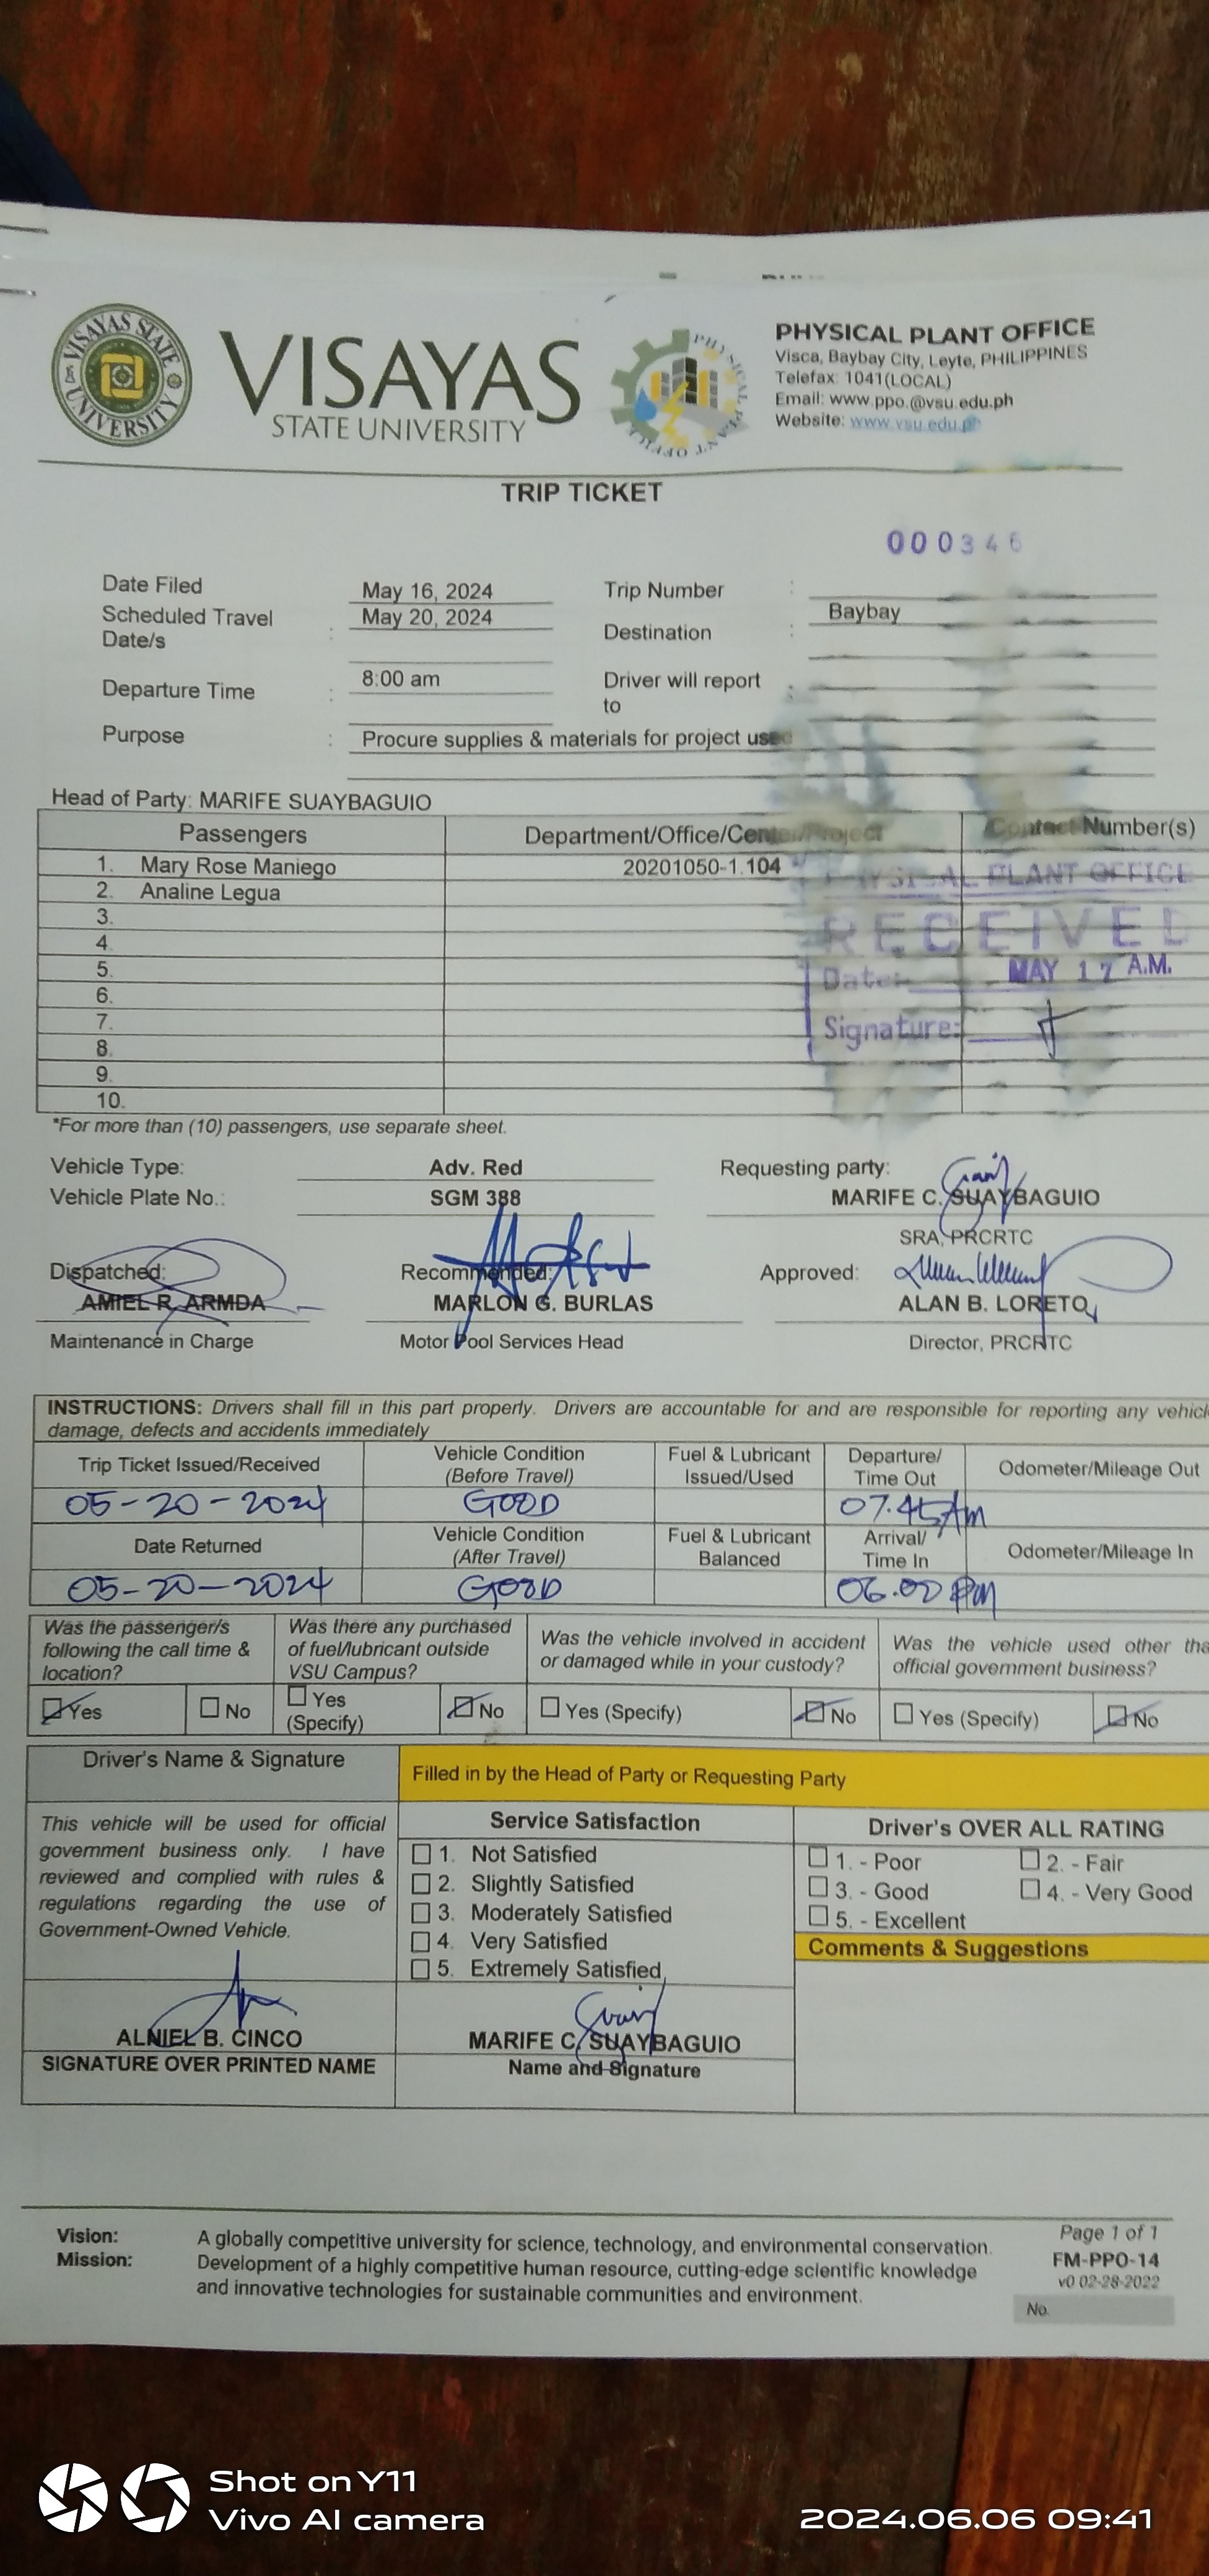 VISAYAS STATE UNIVERSITY
VISAYAS
STATE UNIVERSITY
PHYSICAL PLANT OFFICE
PHYSICAL PLANT OFFICE
Visca, Baybay City, Leyte, PHILIPPINES
Telefax: 1041(LOCAL)
Email: www.ppo.@vsu.edu.ph
Website: www.vsu.edu.ph
TRIP TICKET
000346
Date Filed May 16, 2024 Trip Number :
Scheduled Travel Date/s : May 20, 2024 Destination : Baybay
Departure Time : 8:00 am Driver will report to :
Purpose : Procure supplies & materials for project used
Head of Party: MARIFE SUAYBAGUIO
Passengers Department/Office/Center/Project Contact Number(s)
1. Mary Rose Maniego 20201050-1.104
2. Analine Legua
3.
4.
5.
6.
7.
8.
9.
10.
PHYSICAL PLANT OFFICE
RECEIVED
Date: MAY 17 A.M.
Signature:
*For more than (10) passengers, use separate sheet.
Vehicle Type: Adv. Red Requesting party:
Vehicle Plate No.: SGM 388 MARIFE C. SUAYBAGUIO
SRA, PRCRTC
Dispatched: Recommended: Approved:
AMIEL R. ARMDA MARLON G. BURLAS ALAN B. LORETO
Maintenance in Charge Motor Pool Services Head Director, PRCRTC
INSTRUCTIONS: Drivers shall fill in this part properly. Drivers are accountable for and are responsible for reporting any vehicl
damage, defects and accidents immediately
Trip Ticket Issued/Received Vehicle Condition (Before Travel) Fuel & Lubricant Issued/Used Departure/ Time Out Odometer/Mileage Out
05-20-2024 GOOD 07.45 AM
Date Returned Vehicle Condition (After Travel) Fuel & Lubricant Balanced Arrival/ Time In Odometer/Mileage In
05-20-2024 GOOD 06.00 PM
Was the passenger/s following the call time & location? Was there any purchased of fuel/lubricant outside VSU Campus? Was the vehicle involved in accident or damaged while in your custody? Was the vehicle used other tha official government business?
Yes No Yes (Specify) No Yes (Specify) No Yes (Specify) No
Driver's Name & Signature
Filled in by the Head of Party or Requesting Party
This vehicle will be used for official
government business only. I have
reviewed and complied with rules &
regulations regarding the use of
Government-Owned Vehicle.
Service Satisfaction
1. Not Satisfied
2. Slightly Satisfied
3. Moderately Satisfied
4. Very Satisfied
5. Extremely Satisfied
Driver's OVER ALL RATING
1. - Poor 2. - Fair
3. - Good 4. - Very Good
5. - Excellent
Comments & Suggestions
ALNIEL B. CINCO MARIFE C. SUAYBAGUIO
SIGNATURE OVER PRINTED NAME Name and Signature
Vision: A globally competitive university for science, technology, and environmental conservation.
Mission: Development of a highly competitive human resource, cutting-edge scientific knowledge
and innovative technologies for sustainable communities and environment.
Page 1 of 1
FM-PPO-14
v0 02-28-2022
No.
Shot on Y11
Vivo AI camera
2024.06.06 09:41